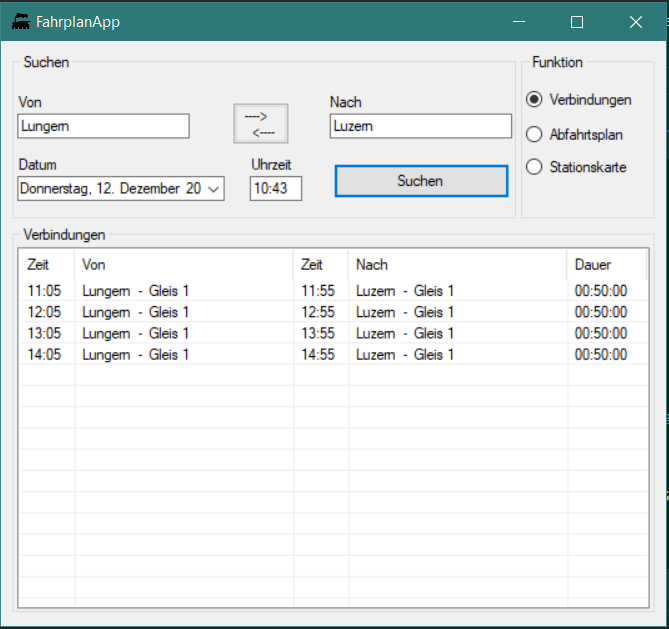 FahrplanApp
Suchen
Funktion
Von
Nach
Lungern
---->
<----
Luzern
Verbindungen
Abfahrtsplan
Stationskarte
Datum
Uhrzeit
Donnerstag, 12. Dezember 20
10:43
Suchen
Verbindungen
Zeit Von Zeit Nach Dauer
11:05 Lungern - Gleis 1 11:55 Luzern - Gleis 1 00:50:00
12:05 Lungern - Gleis 1 12:55 Luzern - Gleis 1 00:50:00
13:05 Lungern - Gleis 1 13:55 Luzern - Gleis 1 00:50:00
14:05 Lungern - Gleis 1 14:55 Luzern - Gleis 1 00:50:00